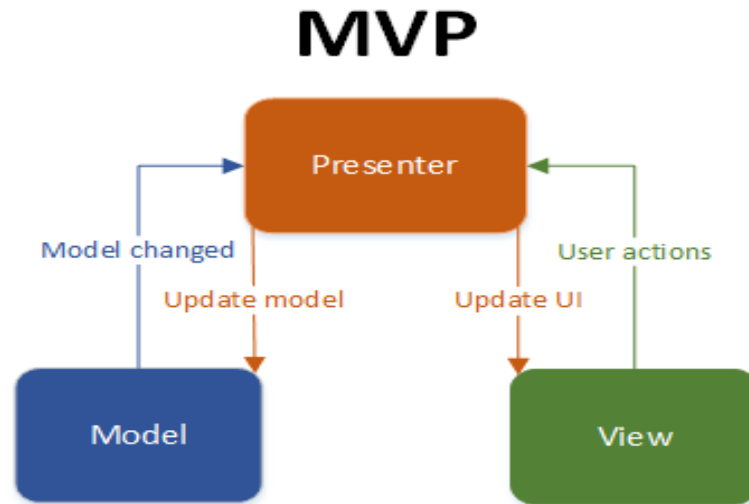 MVP
Presenter
Model changed
User actions
Update model
Update UI
Model
View